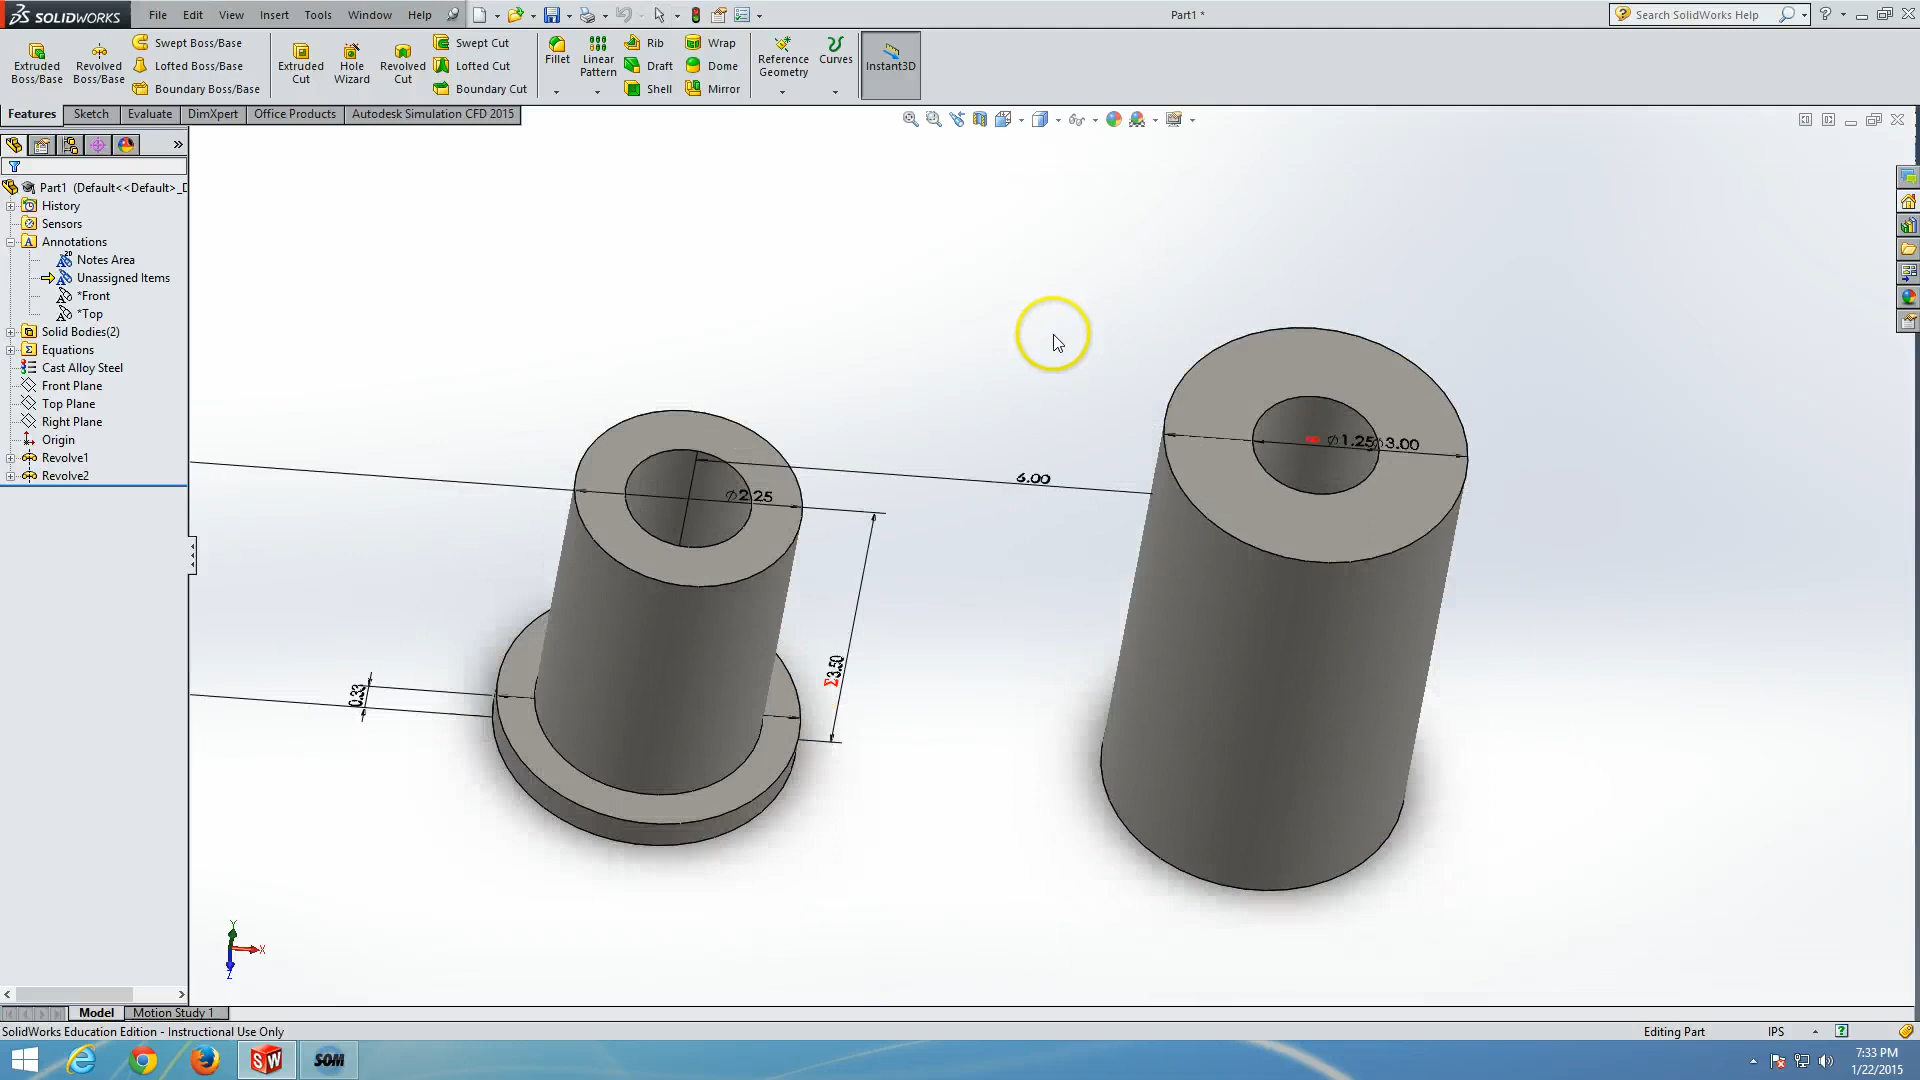 SOLIDWORKS File Edit View Insert Tools Window Help Part1 * Search SolidWorks Help ?
Extruded Boss/Base
Revolved Boss/Base
Swept Boss/Base
Lofted Boss/Base
Boundary Boss/Base
Extruded Cut
Hole Wizard
Revolved Cut
Swept Cut
Lofted Cut
Boundary Cut
Fillet
Linear Pattern
Rib
Draft
Shell
Wrap
Dome
Mirror
Reference Geometry
Curves
Instant3D
Features Sketch Evaluate DimXpert Office Products Autodesk Simulation CFD 2015
Part1 (Default<<Default>_D
History
Sensors
Annotations
Notes Area
Unassigned Items
*Front
*Top
Solid Bodies(2)
Equations
Cast Alloy Steel
Front Plane
Top Plane
Right Plane
Origin
Revolve1
Revolve2
∅1.25
∅3.00
6.00
∅2.25
Σ3.50
0.33
Y
X
Z
Model Motion Study 1
SolidWorks Education Edition - Instructional Use Only Editing Part IPS ?
SW SOM
7:33 PM
1/22/2015